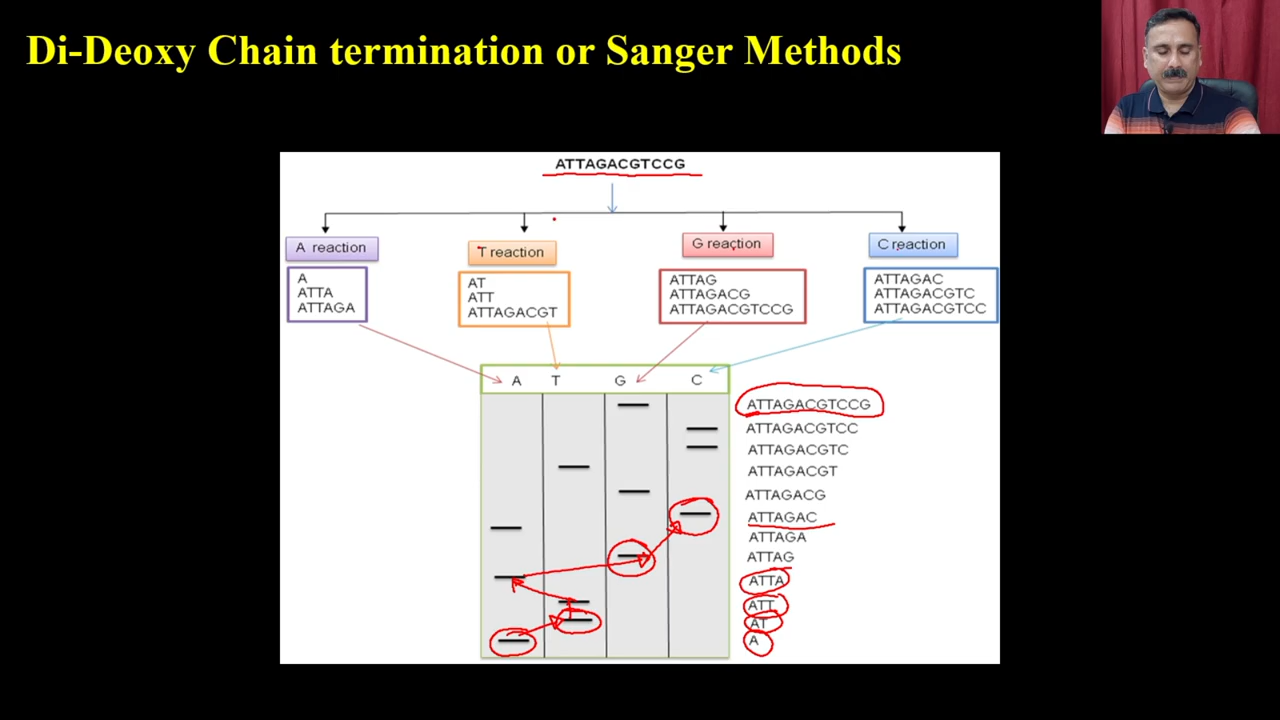 Di-Deoxy Chain termination or Sanger Methods
ATTAGACGTCCG
A reaction
T reaction
G reaction
C reaction
A
ATTA
ATTAGA
AT
ATT
ATTAGACGT
ATTAG
ATTAGACG
ATTAGACGTCCG
ATTAGAC
ATTAGACGTC
ATTAGACGTCC
A T G C
ATTAGACGTCCG
ATTAGACGTCC
ATTAGACGTC
ATTAGACGT
ATTAGACG
ATTAGAC
ATTAGA
ATTAG
ATTA
ATT
AT
A